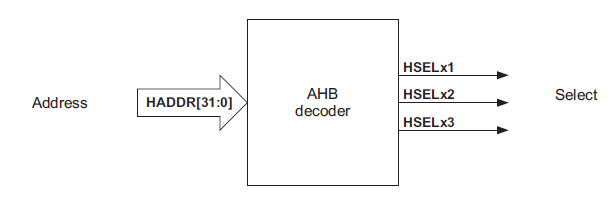 Address
HADDR[31:0]
AHB
decoder
HSELx1
HSELx2
HSELx3
Select